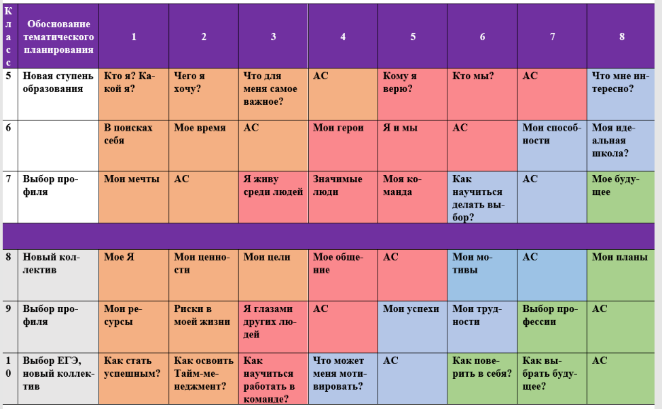 Класс Обоснование тематического планирования 1 2 3 4 5 6 7 8
5 Новая ступень образования Кто я? Ка-кой я? Чего я хочу? Что для меня самое важное? АС Кому я верю? Кто мы? АС Что мне ин-тересно?
6 В поисках себя Мое время АС Мои герои Я и мы АС Мои способ-ности Моя иде-альная школа?
7 Выбор про-филя Мои мечты АС Я живу среди людей Значимые люди Моя ко-манда Как научиться делать вы-бор? АС Мое буду-щее
8 Новый кол-лектив Мое Я Мои ценно-сти Мои цели Мое обще-ние АС Мои мо-тивы АС Мои планы
9 Выбор про-филя Мои ре-сурсы Риски в моей жизни Я глазами других лю-дей АС Мои успехи Мои труд-ности Выбор про-фессии АС
10 Выбор ЕГЭ, новый коллек-тив Как стать успешным? Как освоить Тайм-ме-неджмент? Как научиться работать в команде? Что может меня моти-вировать? АС Как пове-рить в себя? Как вы-брать буду-щее? АС